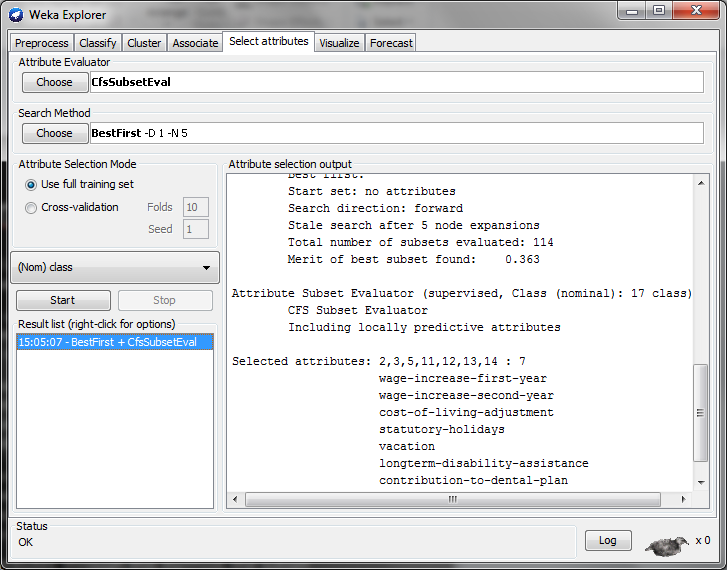 Weka Explorer
Preprocess Classify Cluster Associate Select attributes Visualize Forecast
Attribute Evaluator
Choose CfsSubsetEval
Search Method
Choose BestFirst -D 1 -N 5
Attribute Selection Mode
Use full training set
Cross-validation Folds 10
Seed 1
(Nom) class
Start Stop
Result list (right-click for options)
15:05:07 - BestFirst + CfsSubsetEval
Attribute selection output
Best first.
Start set: no attributes
Search direction: forward
Stale search after 5 node expansions
Total number of subsets evaluated: 114
Merit of best subset found: 0.363
Attribute Subset Evaluator (supervised, Class (nominal): 17 class)
CFS Subset Evaluator
Including locally predictive attributes
Selected attributes: 2,3,5,11,12,13,14 : 7
wage-increase-first-year
wage-increase-second-year
cost-of-living-adjustment
statutory-holidays
vacation
longterm-disability-assistance
contribution-to-dental-plan
Status
OK
Log x 0